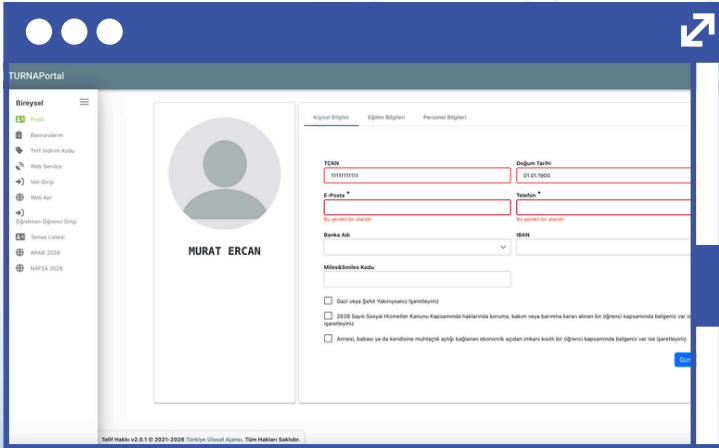 TURNAPortal
Bireysel
Profil
Başvurularım
THY İndirim Kodu
Web Service
Veli Girişi
Web Api
Öğretmen Öğrenci Girişi
Temas Listesi
APAIE 2026
NAFSA 2026
MURAT ERCAN
Kişisel Bilgiler Eğitim Bilgileri Personel Bilgileri
TCKN Doğum Tarihi
11111111111 01.01.1900
E-Posta * Telefon *
Bu gerekli bir alandır Bu gerekli bir alandır
Banka Adı IBAN
Miles&Smiles Kodu
Gazi veya Şehit Yakınıysanız İşaretleyiniz
2828 Sayılı Sosyal Hizmetler Kanunu Kapsamında haklarında koruma, bakım veya barınma kararı alınan bir öğrenci kapsamında belgeniz var is
işaretleyiniz
Annesi, babası ya da kendisine muhtaçlık aylığı bağlanan ekonomik açıdan imkanı kısıtlı bir öğrenci kapsamında belgeniz var ise işaretleyiniz
Gün
Telif Hakkı v2.0.1 © 2021-2026 Türkiye Ulusal Ajansı. Tüm Hakları Saklıdır.